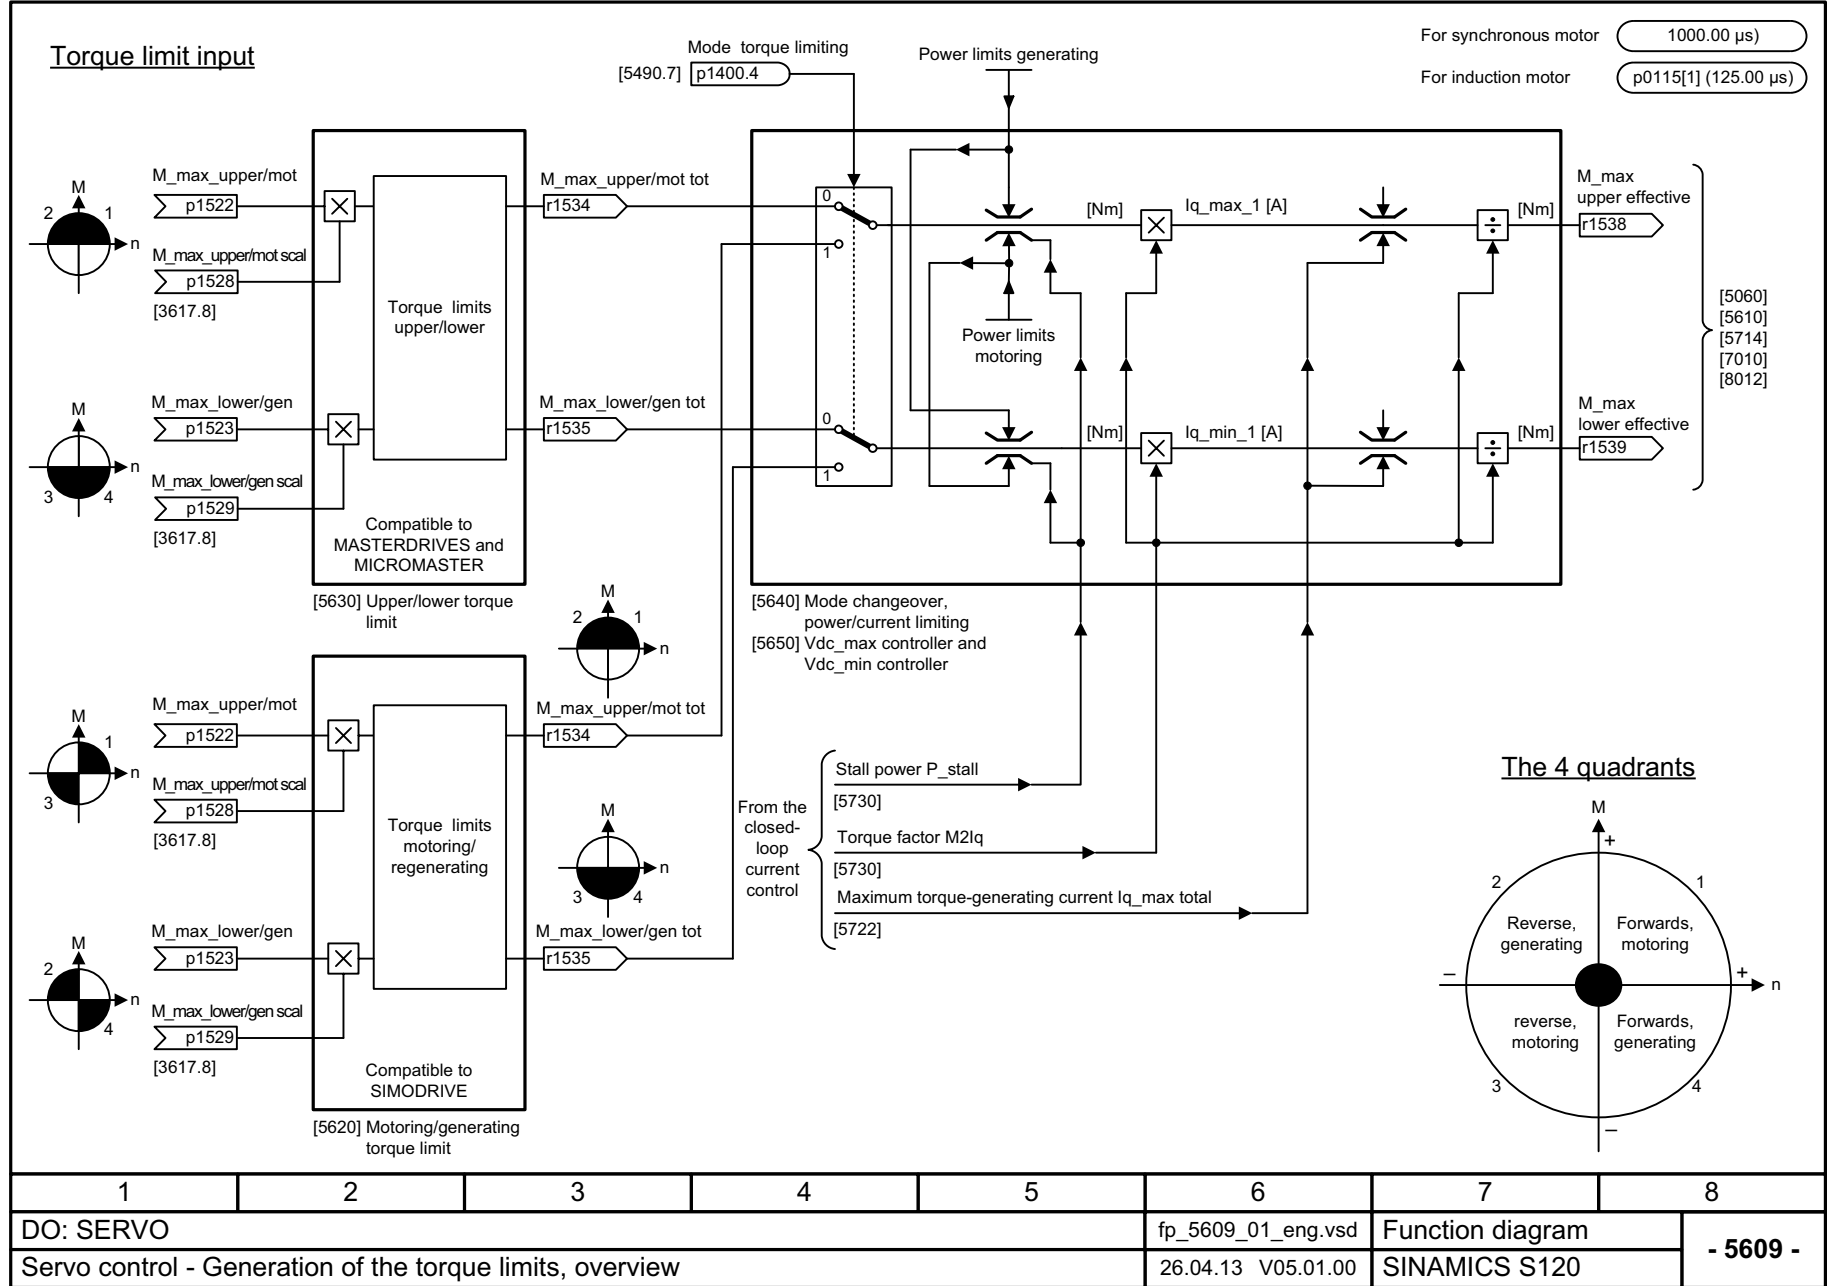 Torque limit input
Mode torque limiting
[5490.7] p1400.4
Power limits generating
For synchronous motor 1000.00 µs)
For induction motor p0115[1] (125.00 µs)
M
2 1
n
M_max_upper/mot
p1522
M_max_upper/mot scal
p1528
[3617.8]
M
n
3 4
M_max_lower/gen
p1523
M_max_lower/gen scal
p1529
[3617.8]
Torque limits
upper/lower
Compatible to
MASTERDRIVES and
MICROMASTER
[5630] Upper/lower torque
limit
M_max_upper/mot tot
r1534
M_max_lower/gen tot
r1535
0
1
0
1
Power limits
motoring
[Nm]
Iq_max_1 [A]
[Nm]
[Nm]
Iq_min_1 [A]
[Nm]
M_max
upper effective
r1538
M_max
lower effective
r1539
[5060]
[5610]
[5714]
[7010]
[8012]
[5640] Mode changeover,
power/current limiting
[5650] Vdc_max controller and
Vdc_min controller
M
2 1
n
M
1
n
3
M_max_upper/mot
p1522
M_max_upper/mot scal
p1528
[3617.8]
M
2
n
4
M_max_lower/gen
p1523
M_max_lower/gen scal
p1529
[3617.8]
Torque limits
motoring/
regenerating
Compatible to
SIMODRIVE
[5620] Motoring/generating
torque limit
M_max_upper/mot tot
r1534
M
n
3 4
M_max_lower/gen tot
r1535
From the
closed-
loop
current
control
Stall power P_stall
[5730]
Torque factor M2Iq
[5730]
Maximum torque-generating current Iq_max total
[5722]
The 4 quadrants
M
+
2 1
Reverse,
generating
Forwards,
motoring
– + n
reverse,
motoring
Forwards,
generating
3 4
–
1 2 3 4 5 6 7 8
DO: SERVO
fp_5609_01_eng.vsd
Function diagram
- 5609 -
Servo control - Generation of the torque limits, overview
26.04.13 V05.01.00
SINAMICS S120